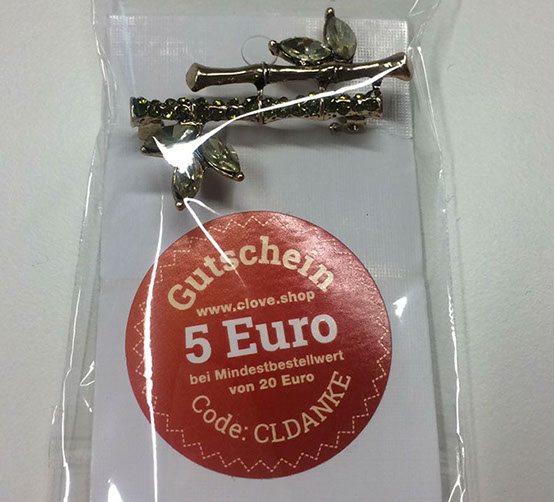 Gutschein
www.clove.shop
5 Euro
bei Mindestbestellwert
von 20 Euro
Code: CLDANKE